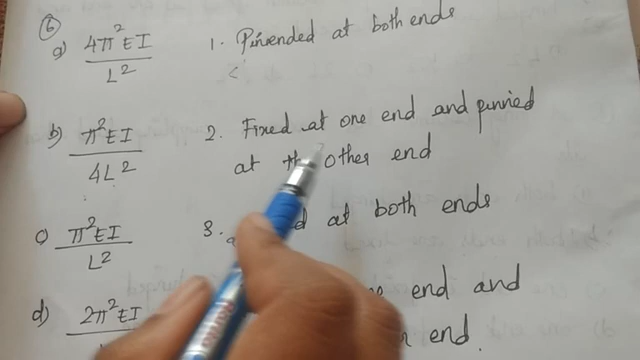 6
a) 4π²EI / L² 1. Pinnended at both ends
b) π²EI / 4L² 2. Fixed at one end and pinned
at the other end
c) π²EI / L² 3. at both ends
d) 2π²EI end and
end.